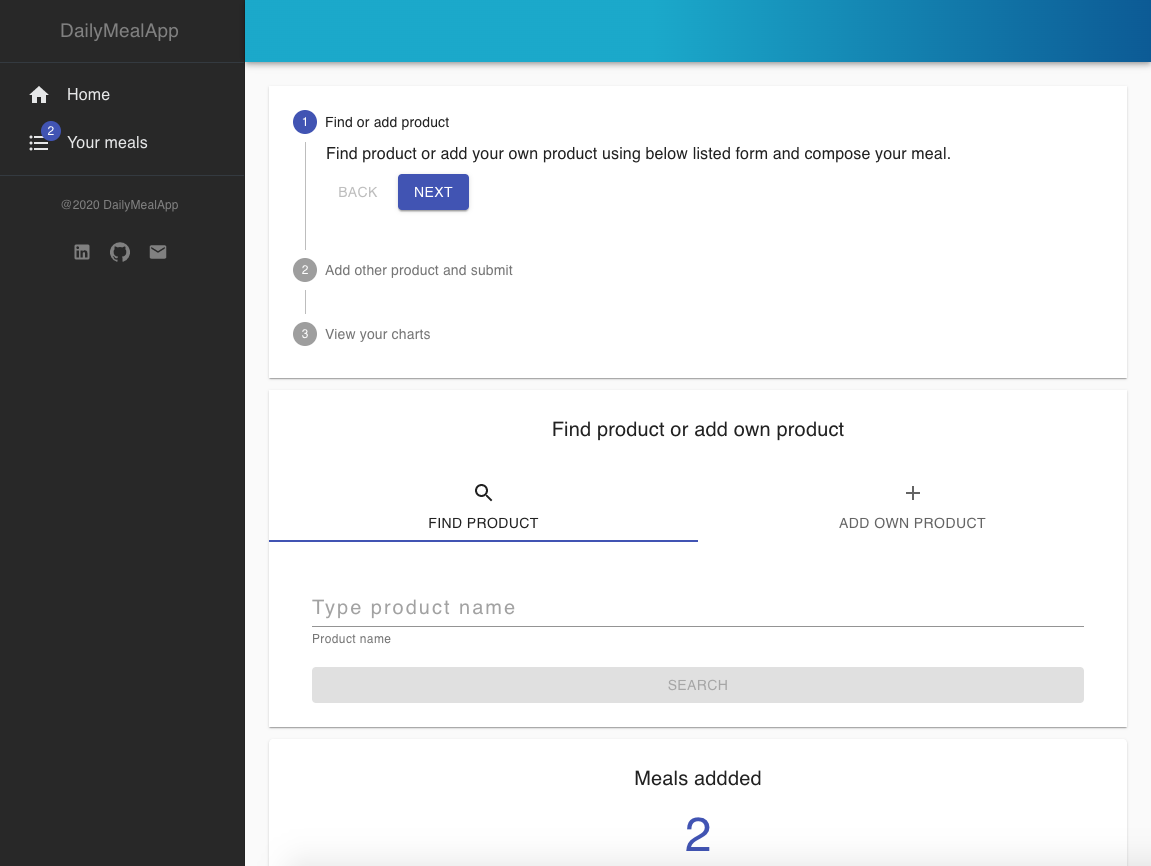 DailyMealApp
Home
2
Your meals
@2020 DailyMealApp
1 Find or add product
Find product or add your own product using below listed form and compose your meal.
BACK NEXT
2 Add other product and submit
3 View your charts
Find product or add own product
FIND PRODUCT ADD OWN PRODUCT
Type product name
Product name
SEARCH
Meals addded
2